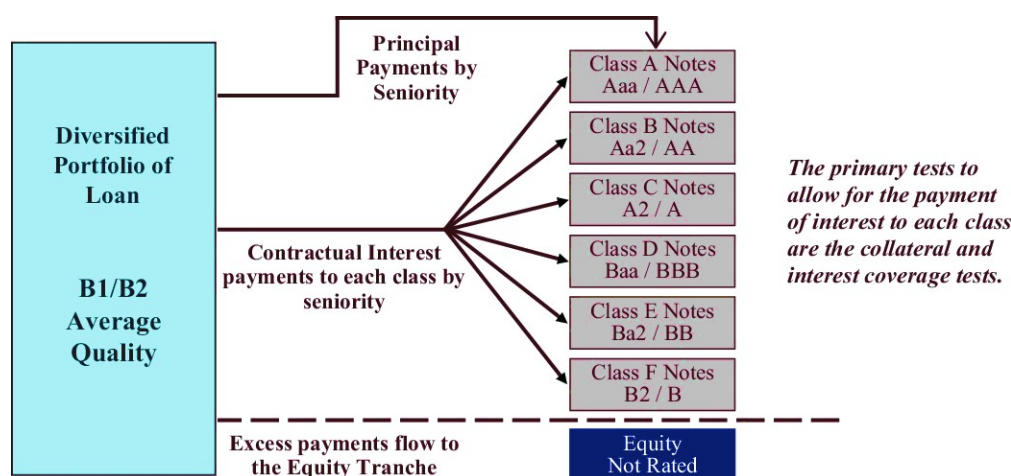 Diversified
Portfolio of
Loan
B1/B2
Average
Quality
Principal
Payments by
Seniority
Contractual Interest
payments to each class by
seniority
Class A Notes
Aaa / AAA
Class B Notes
Aa2 / AA
Class C Notes
A2 / A
Class D Notes
Baa / BBB
Class E Notes
Ba2 / BB
Class F Notes
B2 / B
The primary tests to
allow for the payment
of interest to each class
are the collateral and
interest coverage tests.
Excess payments flow to
the Equity Tranche
Equity
Not Rated